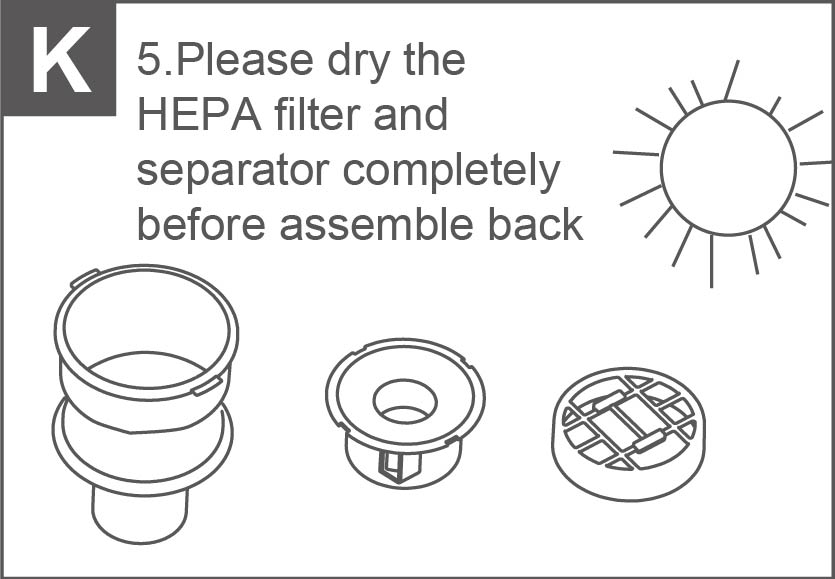 K
5.Please dry the
HEPA filter and
separator completely
before assemble back